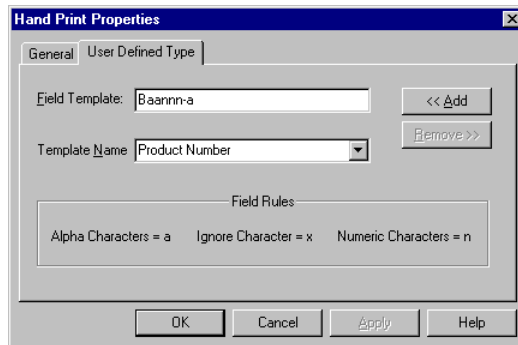 Hand Print Properties
General User Defined Type
Field Template: Baannn-a << Add
Remove >>
Template Name Product Number
Field Rules
Alpha Characters = a Ignore Character = x Numeric Characters = n
OK Cancel Apply Help